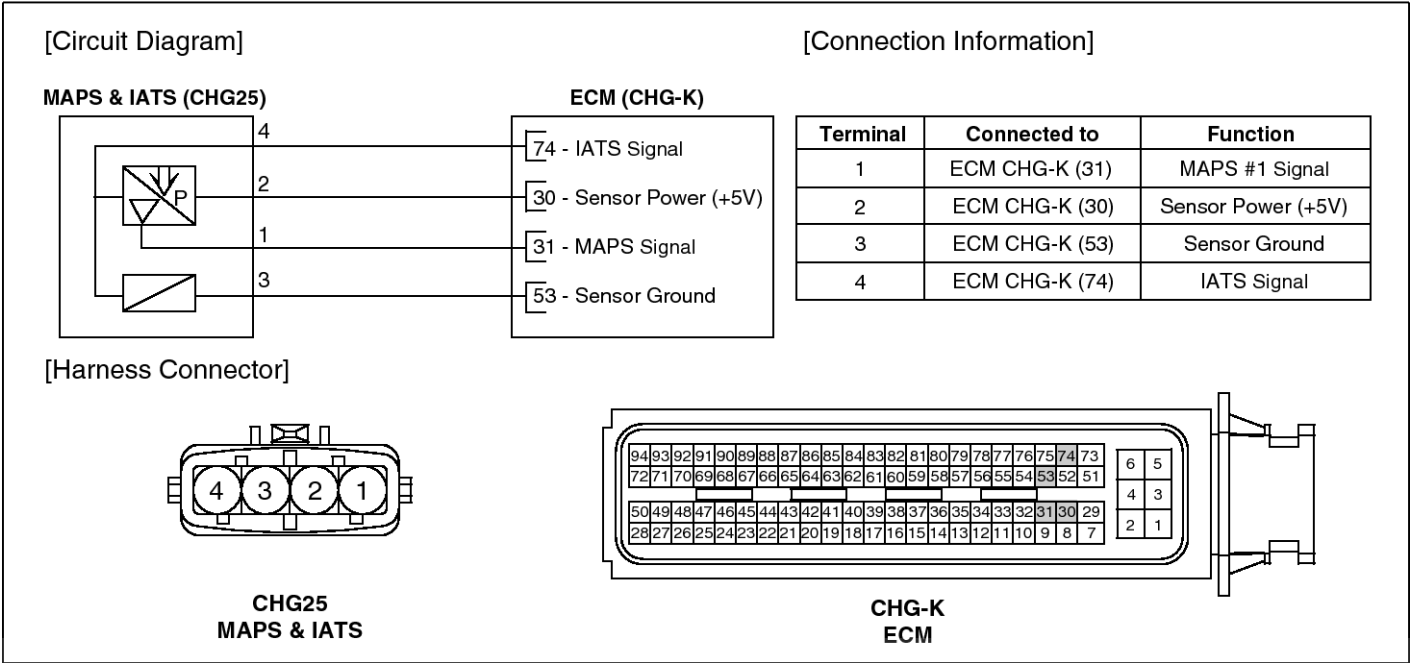 [Circuit Diagram]
[Connection Information]
MAPS & IATS (CHG25)
ECM (CHG-K)
4
74 - IATS Signal
P
2
30 - Sensor Power (+5V)
1
31 - MAPS Signal
3
53 - Sensor Ground
Terminal Connected to Function
1 ECM CHG-K (31) MAPS #1 Signal
2 ECM CHG-K (30) Sensor Power (+5V)
3 ECM CHG-K (53) Sensor Ground
4 ECM CHG-K (74) IATS Signal
[Harness Connector]
4 3 2 1
CHG25
MAPS & IATS
94 93 92 91 90 89 88 87 86 85 84 83 82 81 80 79 78 77 76 75 74 73
72 71 70 69 68 67 66 65 64 63 62 61 60 59 58 57 56 55 54 53 52 51
50 49 48 47 46 45 44 43 42 41 40 39 38 37 36 35 34 33 32 31 30 29
28 27 26 25 24 23 22 21 20 19 18 17 16 15 14 13 12 11 10 9 8 7
6 5
4 3
2 1
CHG-K
ECM